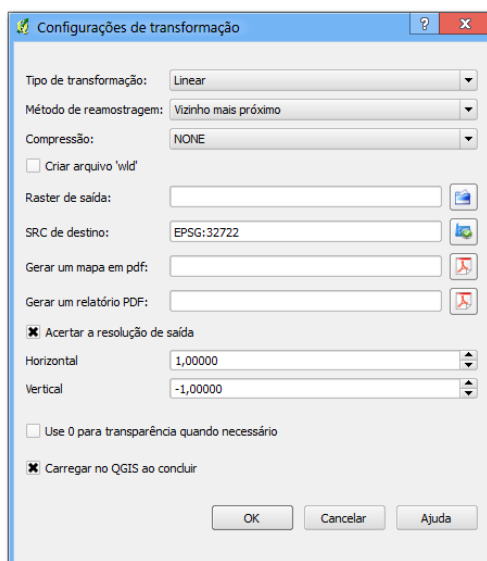 Configurações de transformação
?
X
Tipo de transformação: Linear
Método de reamostragem: Vizinho mais próximo
Compressão: NONE
Criar arquivo 'wld'
Raster de saída:
SRC de destino: EPSG:32722
Gerar um mapa em pdf:
Gerar um relatório PDF:
Acertar a resolução de saída
Horizontal 1,00000
Vertical -1,00000
Use 0 para transparência quando necessário
Carregar no QGIS ao concluir
OK Cancelar Ajuda